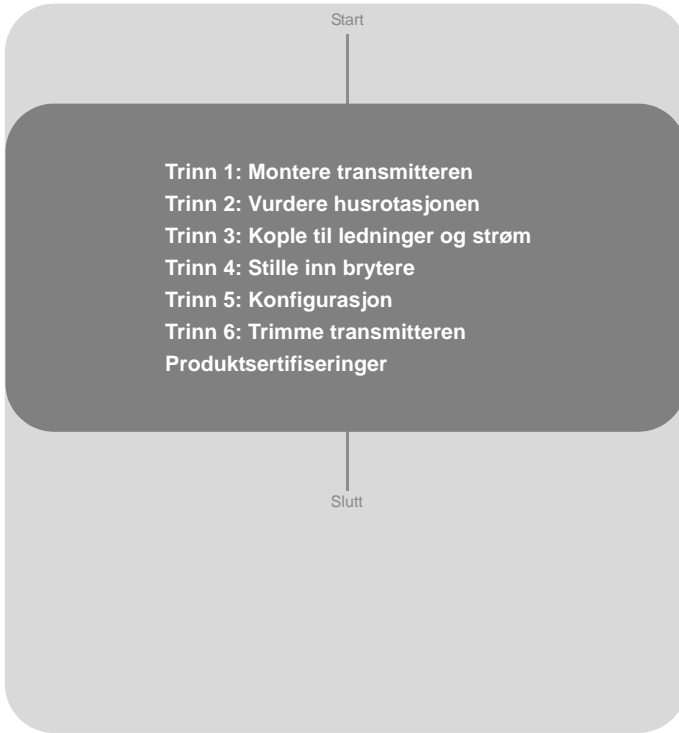 Start
Trinn 1: Montere transmitteren
Trinn 2: Vurdere husrotasjonen
Trinn 3: Kople til ledninger og strøm
Trinn 4: Stille inn brytere
Trinn 5: Konfigurasjon
Trinn 6: Trimme transmitteren
Produktsertifiseringer
Slutt